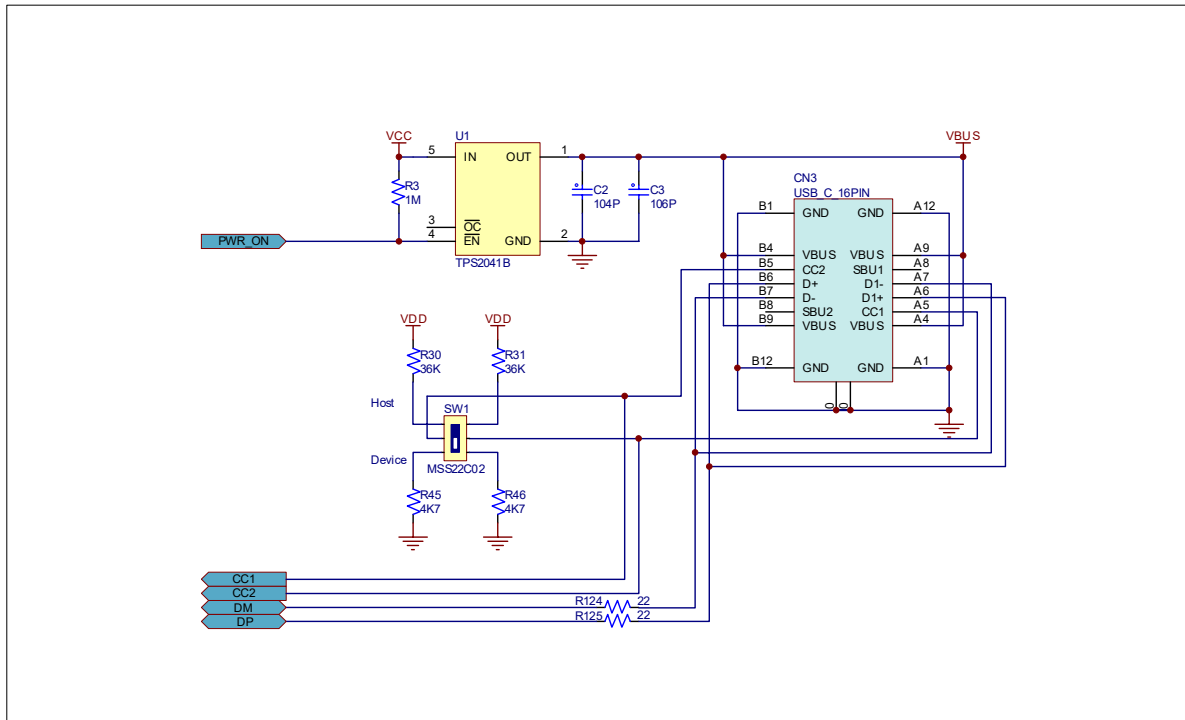 VCC
U1
VBUS
5
IN
OUT
1
R3
1M
C2
104P
C3
106P
CN3
USB_C_16PIN
3
OC
4
EN
GND
2
PWR_ON
TPS2041B
B1
GND
GND
A12
B4
VBUS
VBUS
A9
B5
CC2
SBU1
A8
B6
D+
D1-
A7
B7
D-
D1+
A6
B8
SBU2
CC1
A5
B9
VBUS
VBUS
A4
B12
GND
GND
A1
0
0
VDD
VDD
R30
36K
R31
36K
Host
SW1
Device
MSS22C02
R45
4K7
R46
4K7
CC1
CC2
DM
R124
22
DP
R125
22